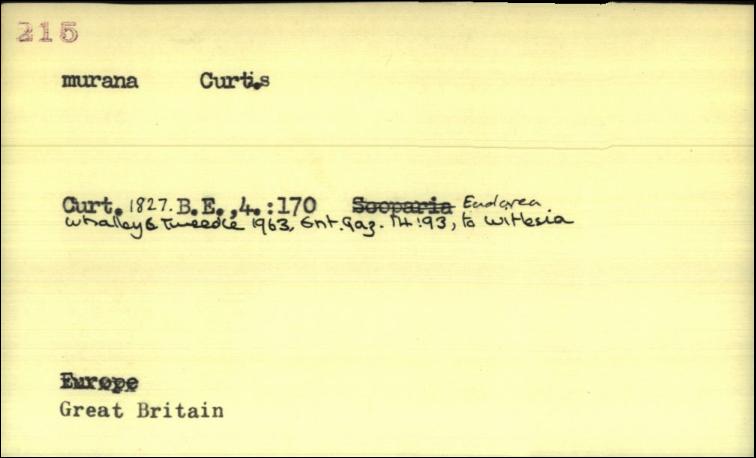 215
murana Curtis
Curt. 1827. B.E.,4.:170 Scoparia Eudorea
Whalley & Tweedie 1963, Ent. Gaz. 14:93, to Witlesia
Europe
Great Britain